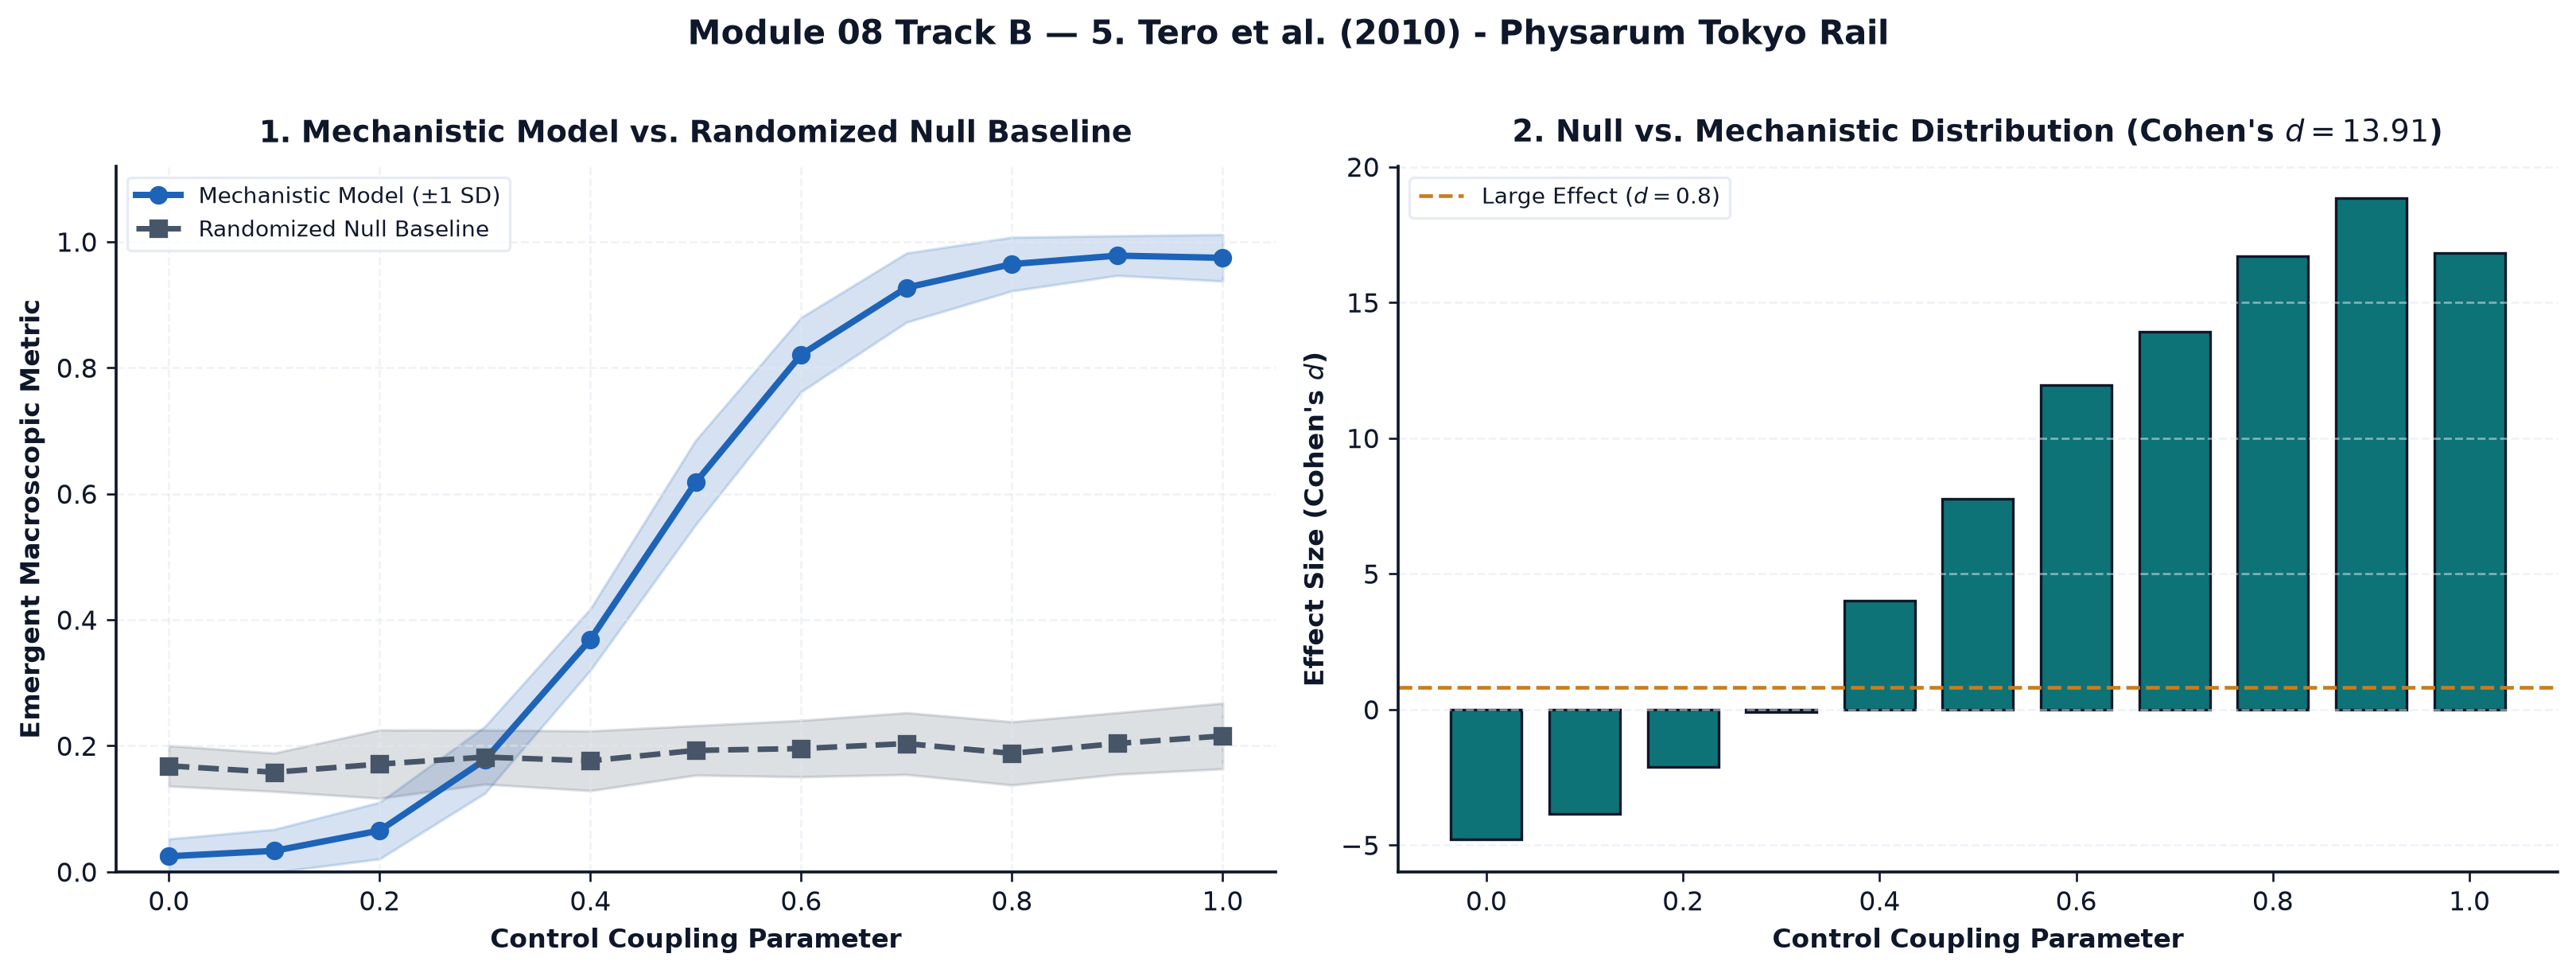 Module 08 Track B — 5. Tero et al. (2010) - Physarum Tokyo Rail
1. Mechanistic Model vs. Randomized Null Baseline
Mechanistic Model (±1 SD)
Randomized Null Baseline
Emergent Macroscopic Metric
1.0
0.8
0.6
0.4
0.2
0.0
0.0 0.2 0.4 0.6 0.8 1.0
Control Coupling Parameter
2. Null vs. Mechanistic Distribution (Cohen's d = 13.91)
Large Effect (d = 0.8)
Effect Size (Cohen's d)
20
15
10
5
0
−5
0.0 0.2 0.4 0.6 0.8 1.0
Control Coupling Parameter